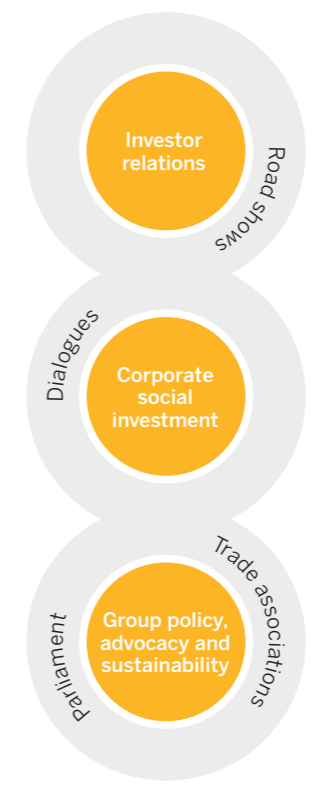 Investor
relations
Road shows
Dialogues
Corporate
social
investment
Trade associations
Group policy,
advocacy and
sustainability
Parliament